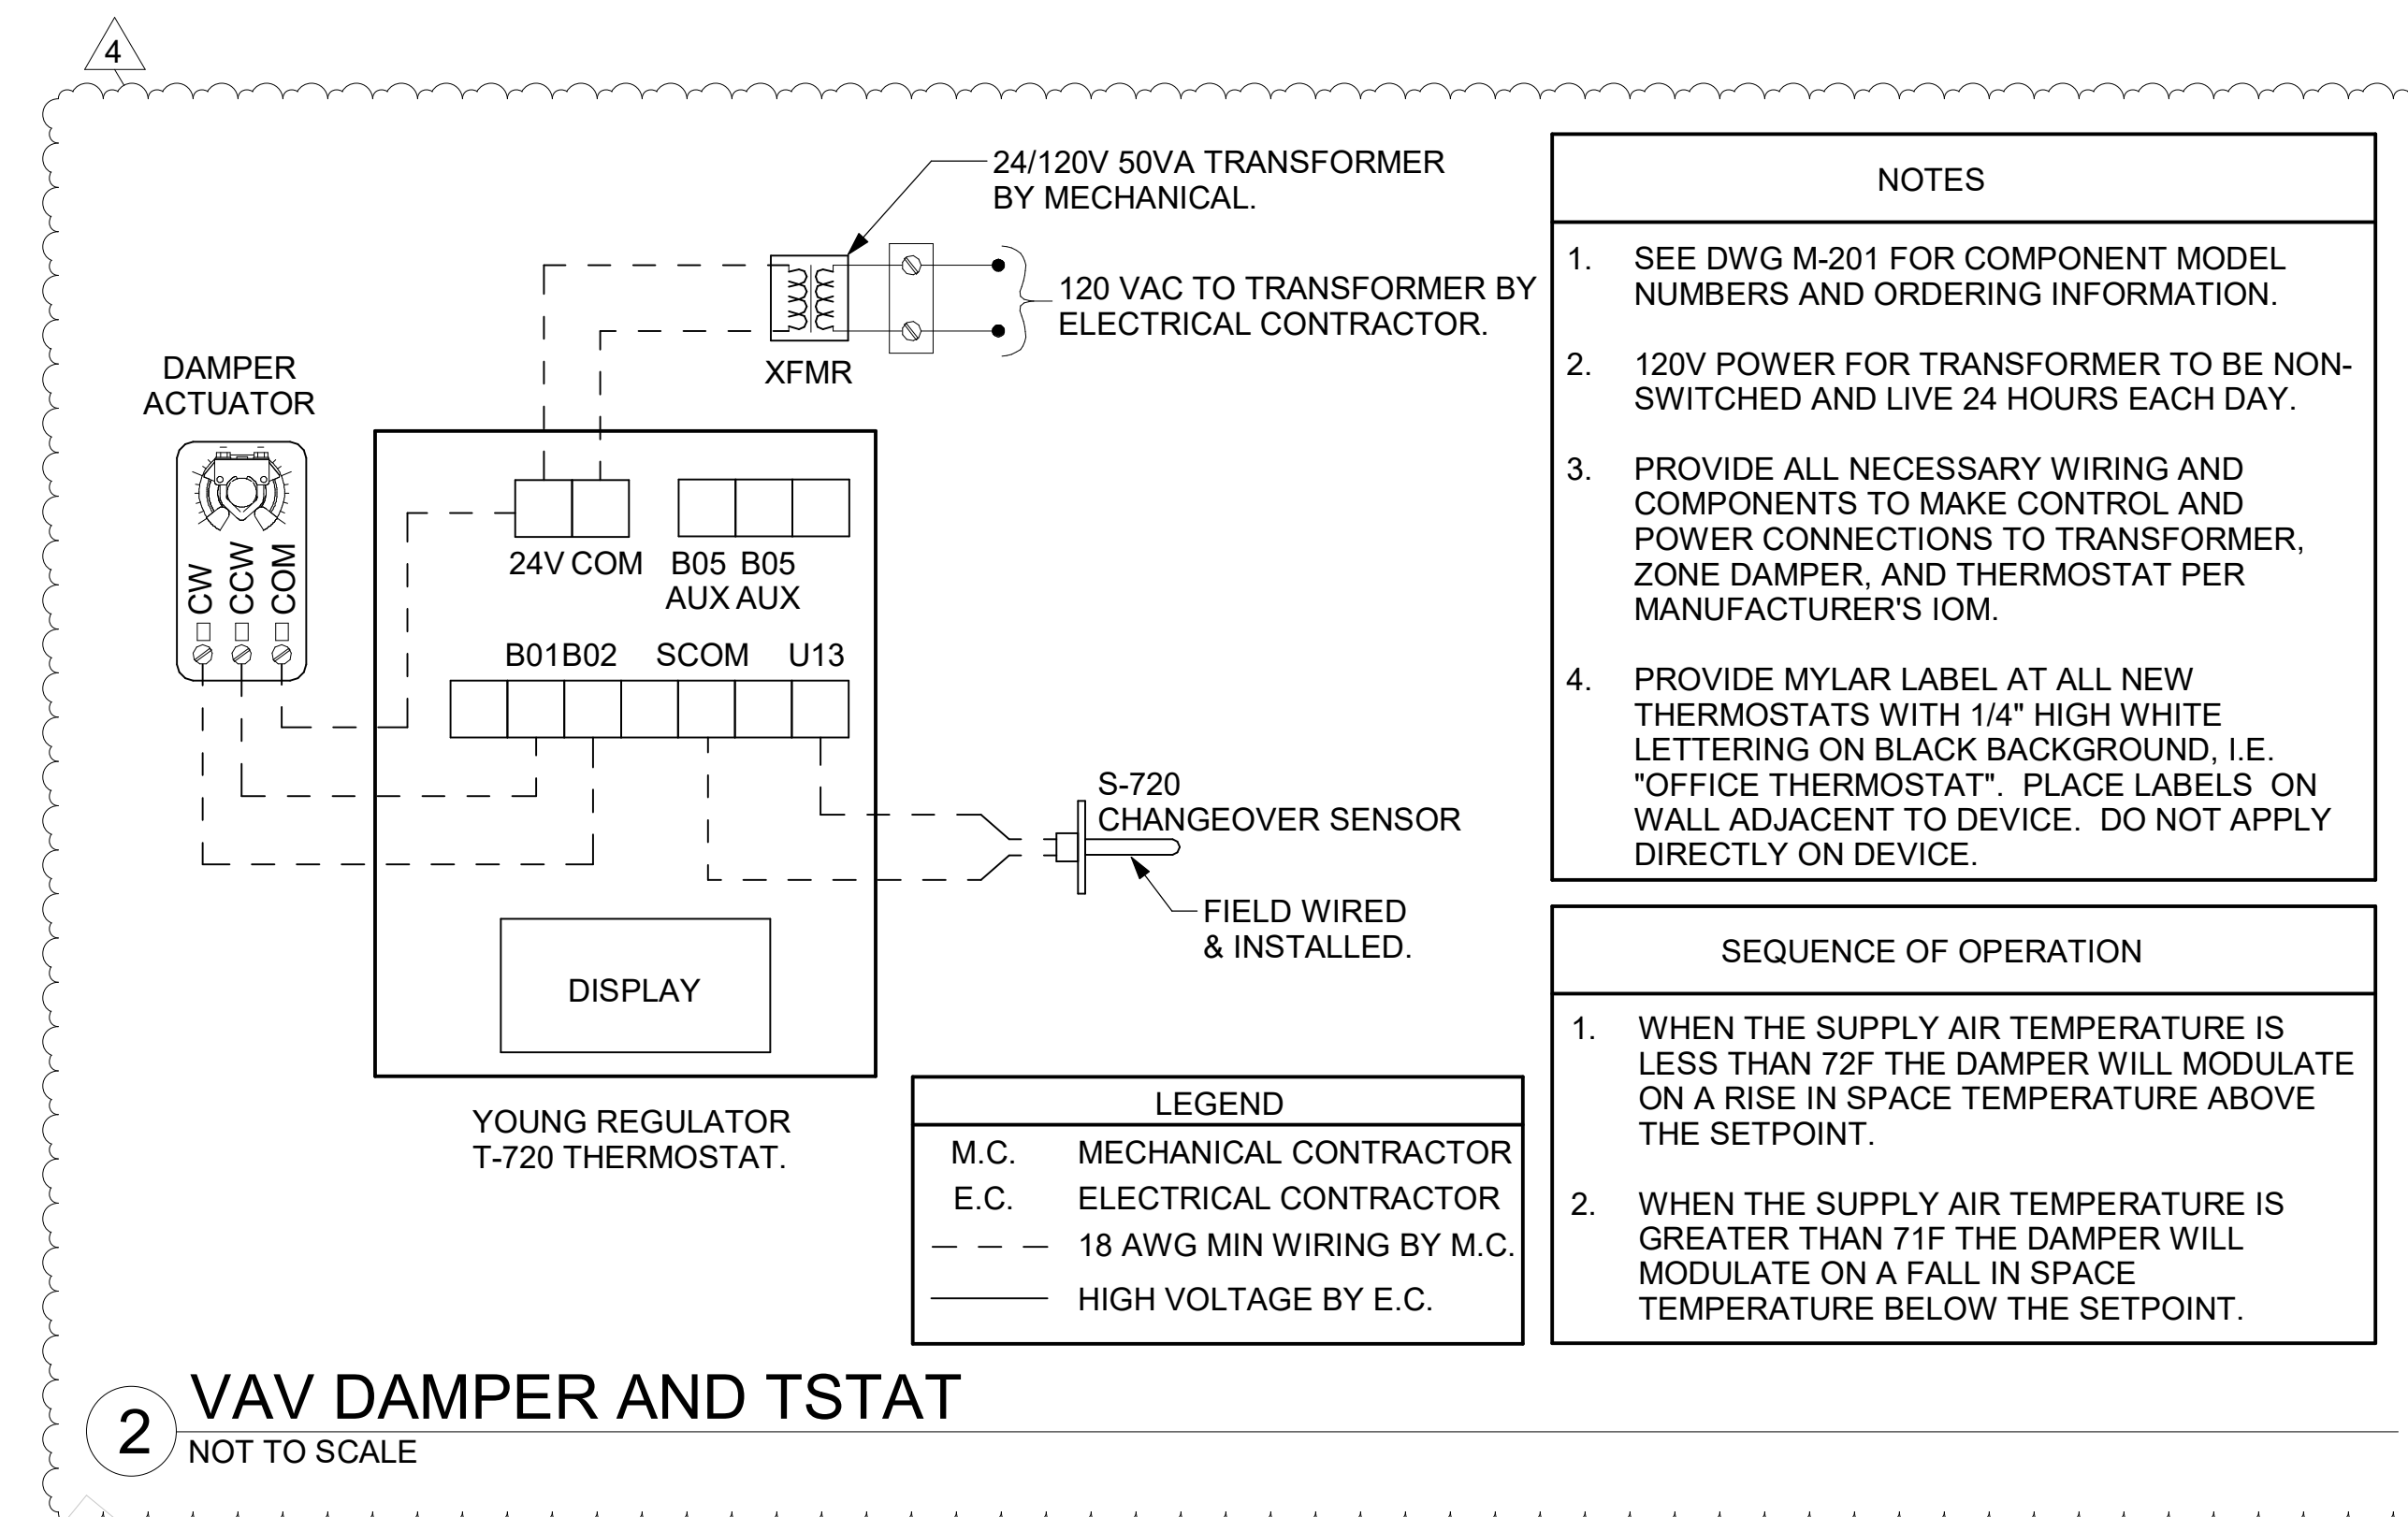 4
24/120V 50VA TRANSFORMER
BY MECHANICAL.
120 VAC TO TRANSFORMER BY
ELECTRICAL CONTRACTOR.
XFMR
DAMPER
ACTUATOR
CW
CCW
COM
24V COM
B05 B05
AUX AUX
B01 B02 SCOM U13
S-720
CHANGEOVER SENSOR
FIELD WIRED
& INSTALLED.
DISPLAY
YOUNG REGULATOR
T-720 THERMOSTAT.
LEGEND
M.C. MECHANICAL CONTRACTOR
E.C. ELECTRICAL CONTRACTOR
18 AWG MIN WIRING BY M.C.
HIGH VOLTAGE BY E.C.
NOTES
1. SEE DWG M-201 FOR COMPONENT MODEL
NUMBERS AND ORDERING INFORMATION.
2. 120V POWER FOR TRANSFORMER TO BE NON-
SWITCHED AND LIVE 24 HOURS EACH DAY.
3. PROVIDE ALL NECESSARY WIRING AND
COMPONENTS TO MAKE CONTROL AND
POWER CONNECTIONS TO TRANSFORMER,
ZONE DAMPER, AND THERMOSTAT PER
MANUFACTURER'S IOM.
4. PROVIDE MYLAR LABEL AT ALL NEW
THERMOSTATS WITH 1/4" HIGH WHITE
LETTERING ON BLACK BACKGROUND, I.E.
"OFFICE THERMOSTAT". PLACE LABELS ON
WALL ADJACENT TO DEVICE. DO NOT APPLY
DIRECTLY ON DEVICE.
SEQUENCE OF OPERATION
1. WHEN THE SUPPLY AIR TEMPERATURE IS
LESS THAN 72F THE DAMPER WILL MODULATE
ON A RISE IN SPACE TEMPERATURE ABOVE
THE SETPOINT.
2. WHEN THE SUPPLY AIR TEMPERATURE IS
GREATER THAN 71F THE DAMPER WILL
MODULATE ON A FALL IN SPACE
TEMPERATURE BELOW THE SETPOINT.
2 VAV DAMPER AND TSTAT
NOT TO SCALE